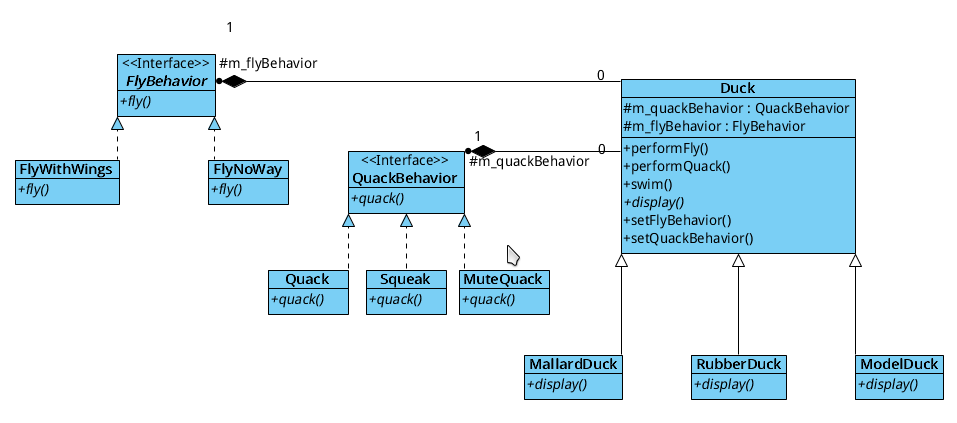 1
<<Interface>>
FlyBehavior
+fly()
#m_flyBehavior
0
FlyWithWings
+fly()
FlyNoWay
+fly()
1
0
#m_quackBehavior
<<Interface>>
QuackBehavior
+quack()
Quack
+quack()
Squeak
+quack()
MuteQuack
+quack()
Duck
#m_quackBehavior : QuackBehavior
#m_flyBehavior : FlyBehavior
+performFly()
+performQuack()
+swim()
+display()
+setFlyBehavior()
+setQuackBehavior()
MallardDuck
+display()
RubberDuck
+display()
ModelDuck
+display()